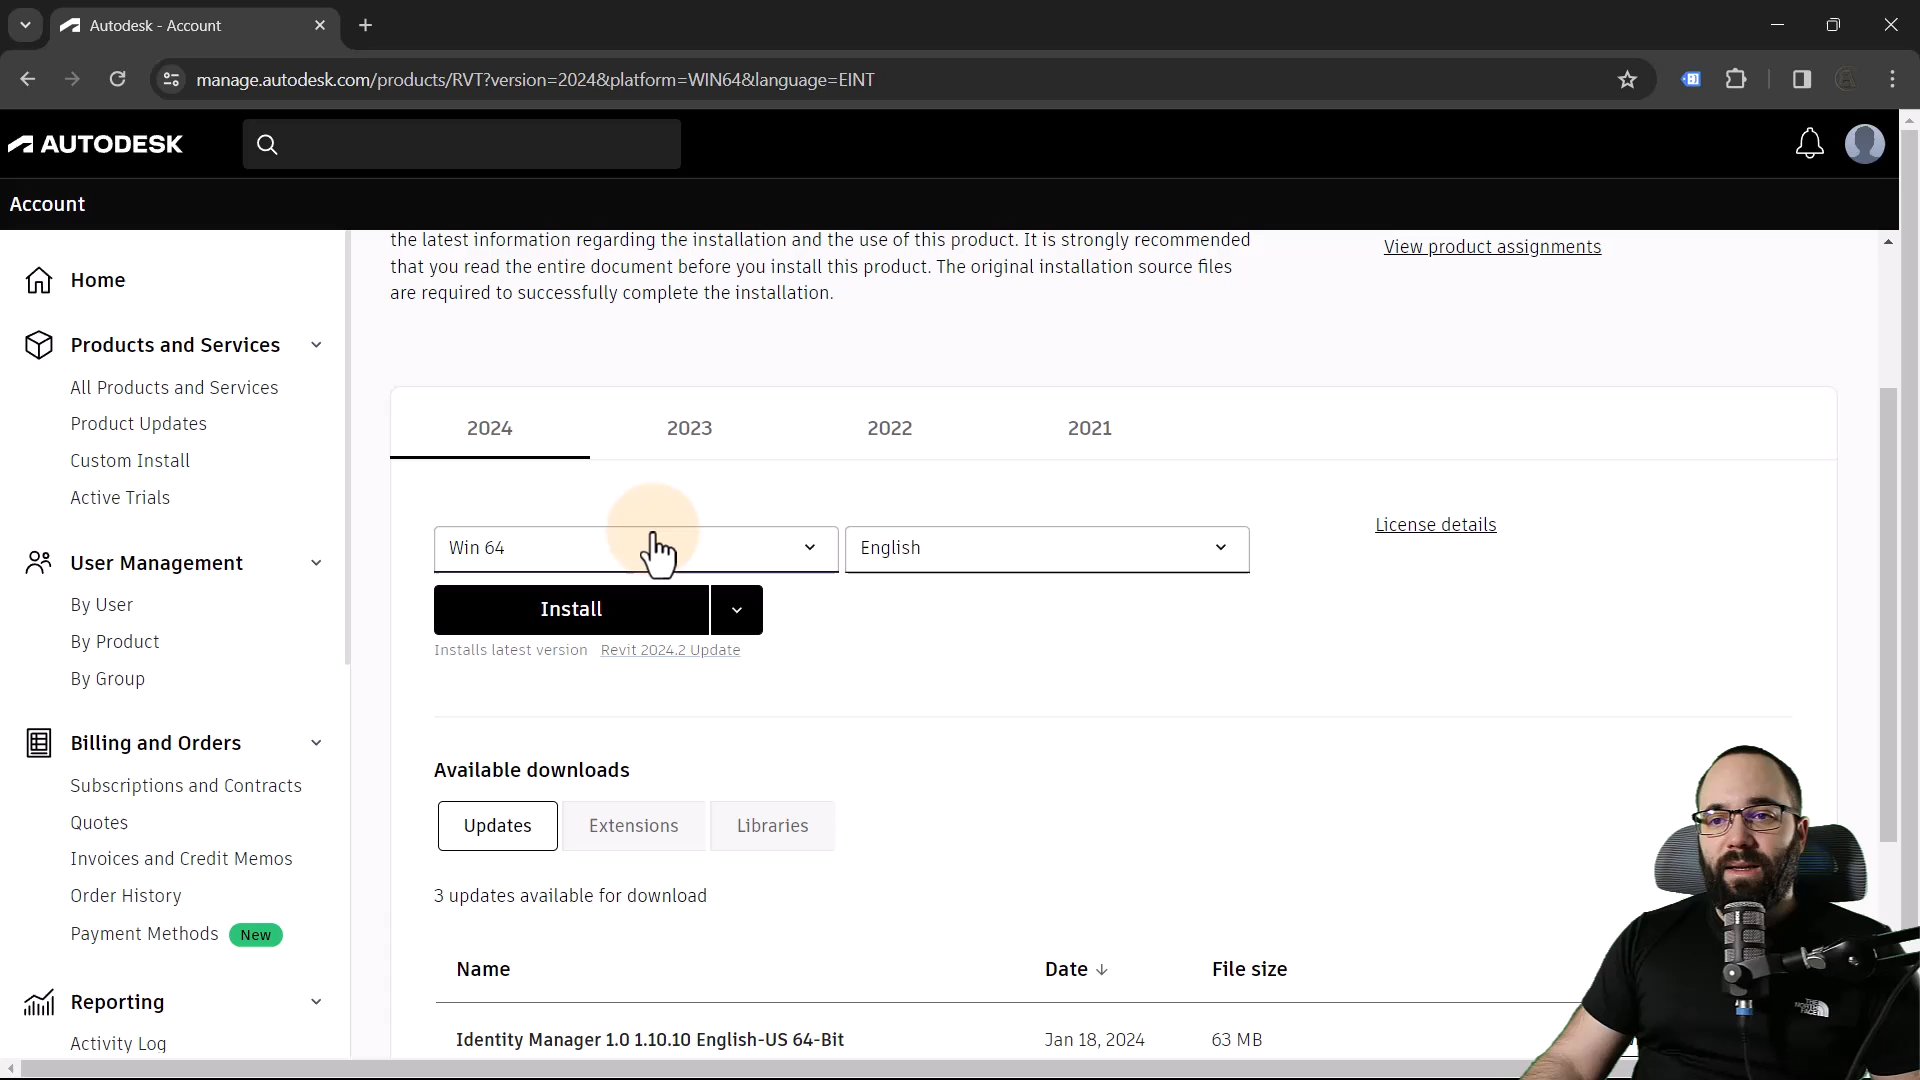 Autodesk - Account
manage.autodesk.com/products/RVT?version=2024&platform=WIN64&language=EINT
AUTODESK
Account
the latest information regarding the installation and the use of this product. It is strongly recommended
that you read the entire document before you install this product. The original installation source files
are required to successfully complete the installation.
View product assignments
Home
Products and Services
All Products and Services
Product Updates
Custom Install
Active Trials
User Management
By User
By Product
By Group
Billing and Orders
Subscriptions and Contracts
Quotes
Invoices and Credit Memos
Order History
Payment Methods New
Reporting
Activity Log
2024 2023 2022 2021
Win 64 English
License details
Install
Installs latest version Revit 2024.2 Update
Available downloads
Updates Extensions Libraries
3 updates available for download
Name Date File size
Identity Manager 1.0 1.10.10 English-US 64-Bit Jan 18, 2024 63 MB
THE
NORTH
FACE